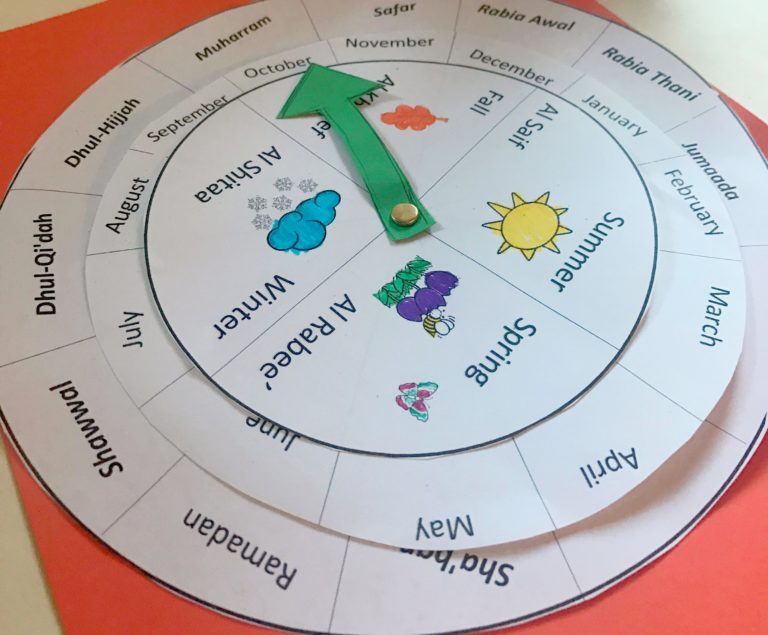 Muharram
Safar
Rabia Awal
Rabia Thani
Jumaada
Sha'ban
Ramadan
Shawwal
Dhul-Qi'dah
Dhul-Hijjah
October
November
December
January
February
March
April
May
June
July
August
September
Fall
Al Saif
Summer
Spring
Al Rabee'
Winter
Al Shitaa